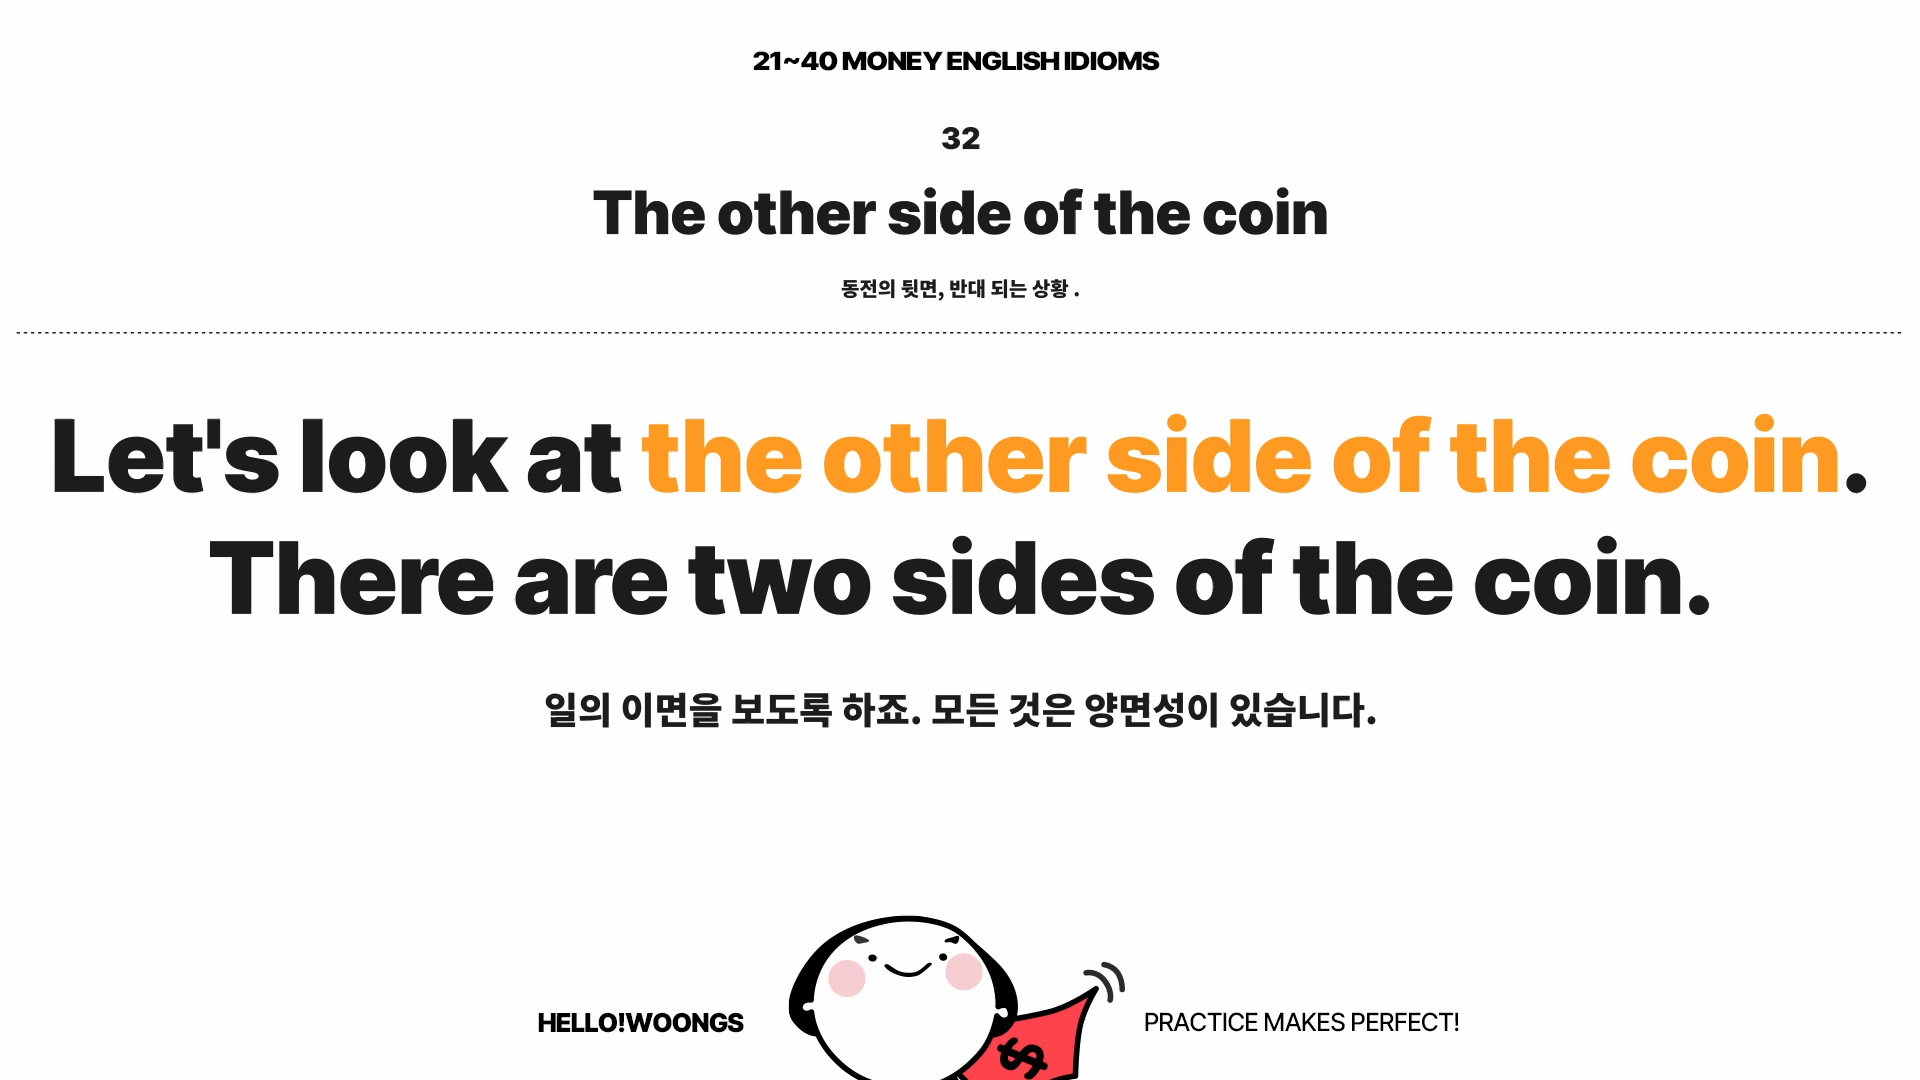 21~40 MONEY ENGLISH IDIOMS
32
The other side of the coin
동전의 뒷면, 반대 되는 상황 .
Let's look at the other side of the coin.
There are two sides of the coin.
일의 이면을 보도록 하죠. 모든 것은 양면성이 있습니다.
HELLO!WOONGS
$
PRACTICE MAKES PERFECT!